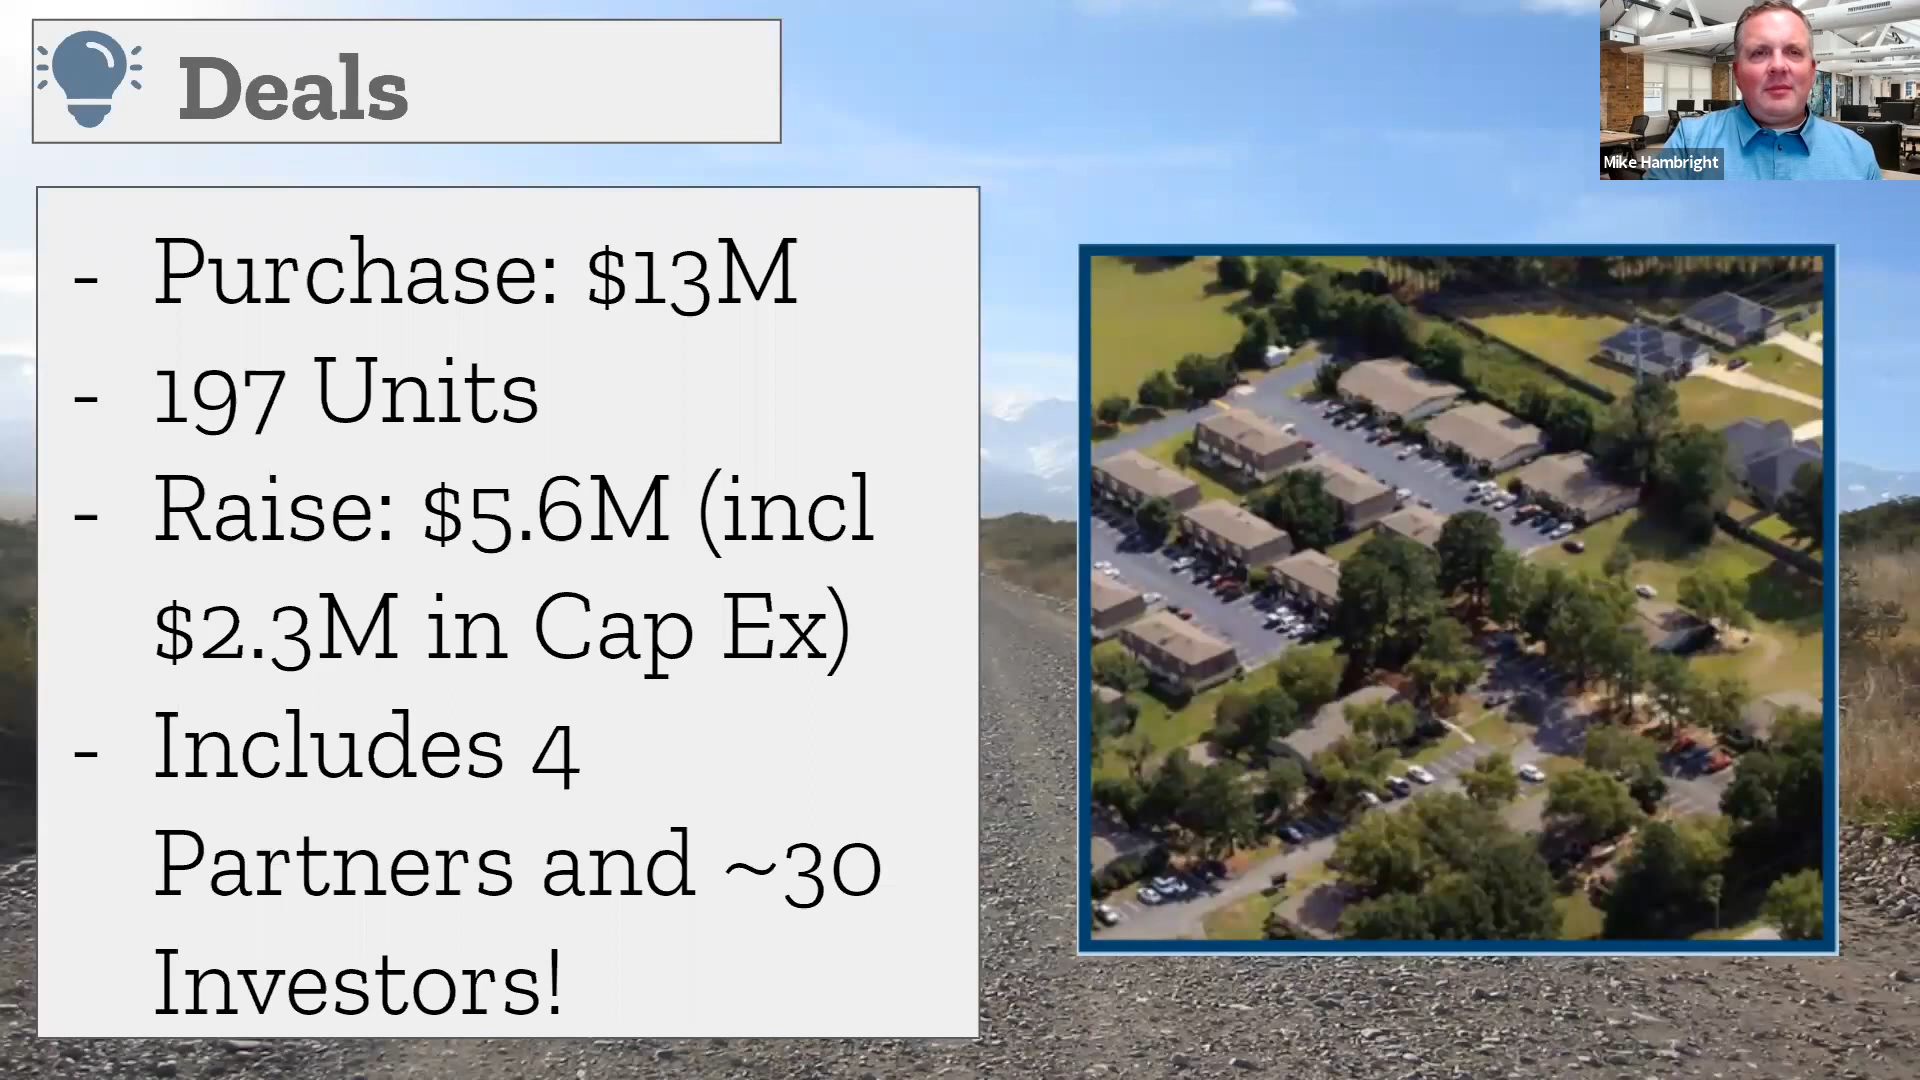 Deals
Mike Hambright
- Purchase: $13M
- 197 Units
- Raise: $5.6M (incl
$2.3M in Cap Ex)
- Includes 4
Partners and ~30
Investors!